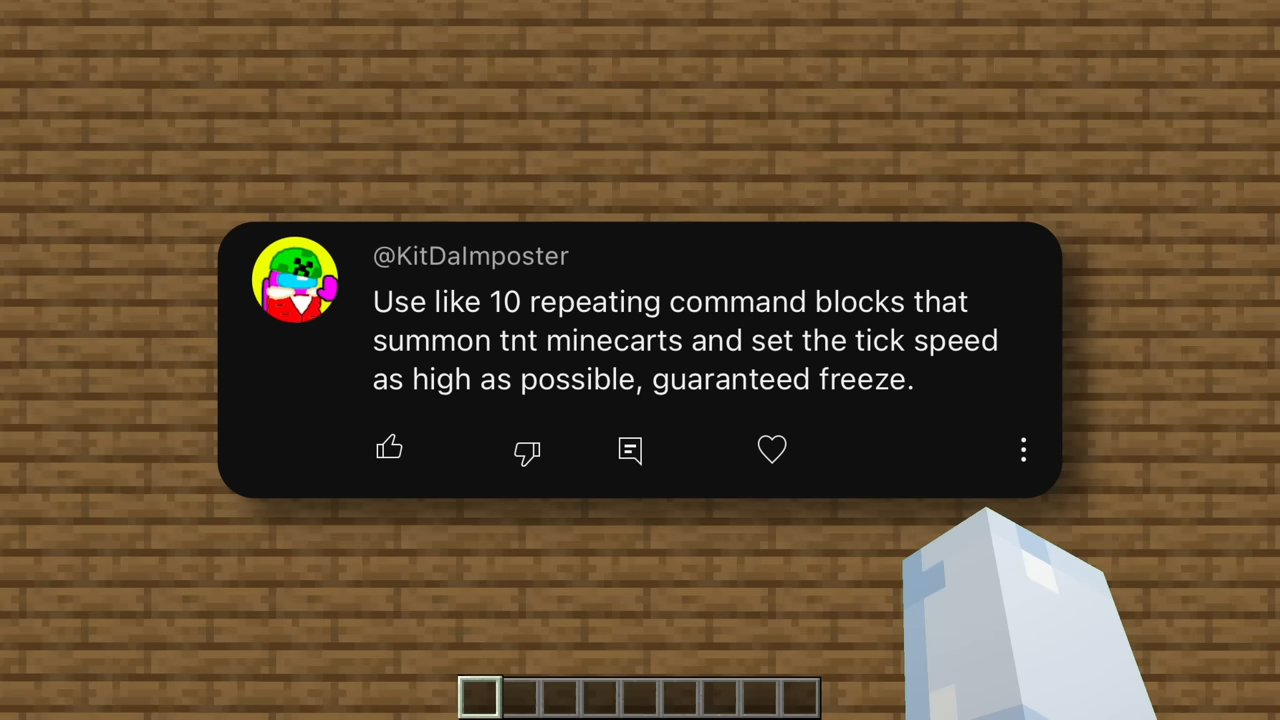 @KitDaImposter
Use like 10 repeating command blocks that
summon tnt minecarts and set the tick speed
as high as possible, guaranteed freeze.